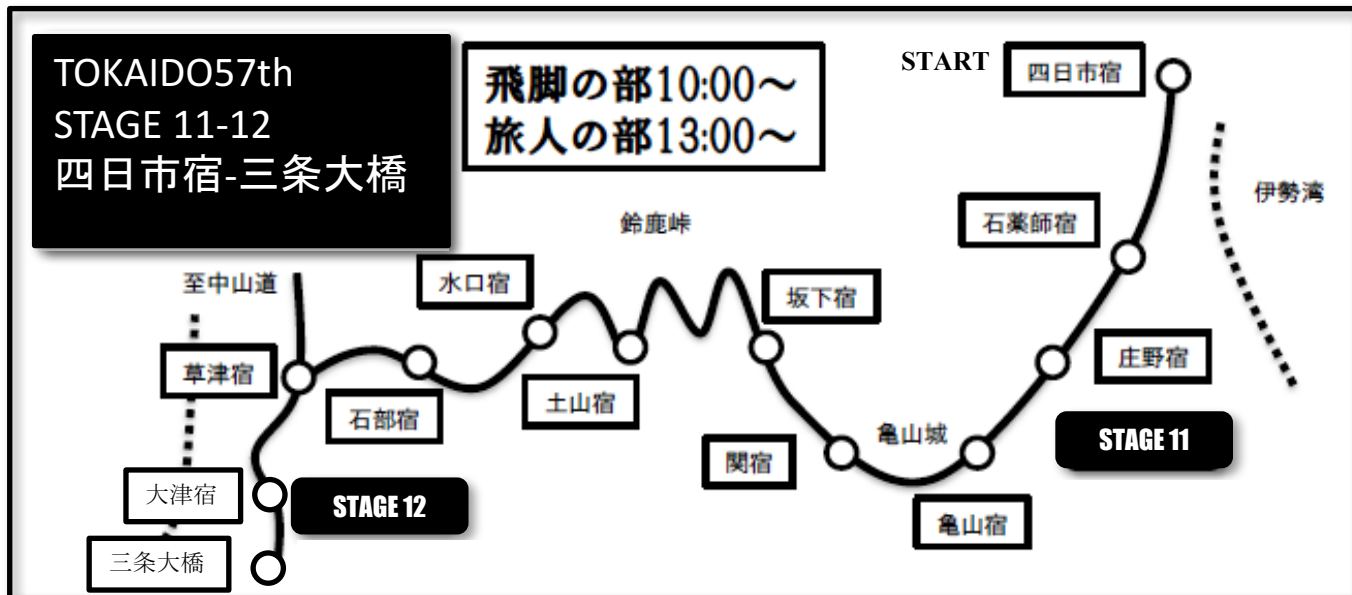 TOKAIDO57th
STAGE 11-12
四日市宿-三条大橋
飛脚の部10:00～
旅人の部13:00～
START
四日市宿
伊勢湾
石薬師宿
鈴鹿峠
水口宿
坂下宿
至中山道
草津宿
石部宿
土山宿
庄野宿
STAGE 11
亀山城
関宿
亀山宿
大津宿
STAGE 12
三条大橋